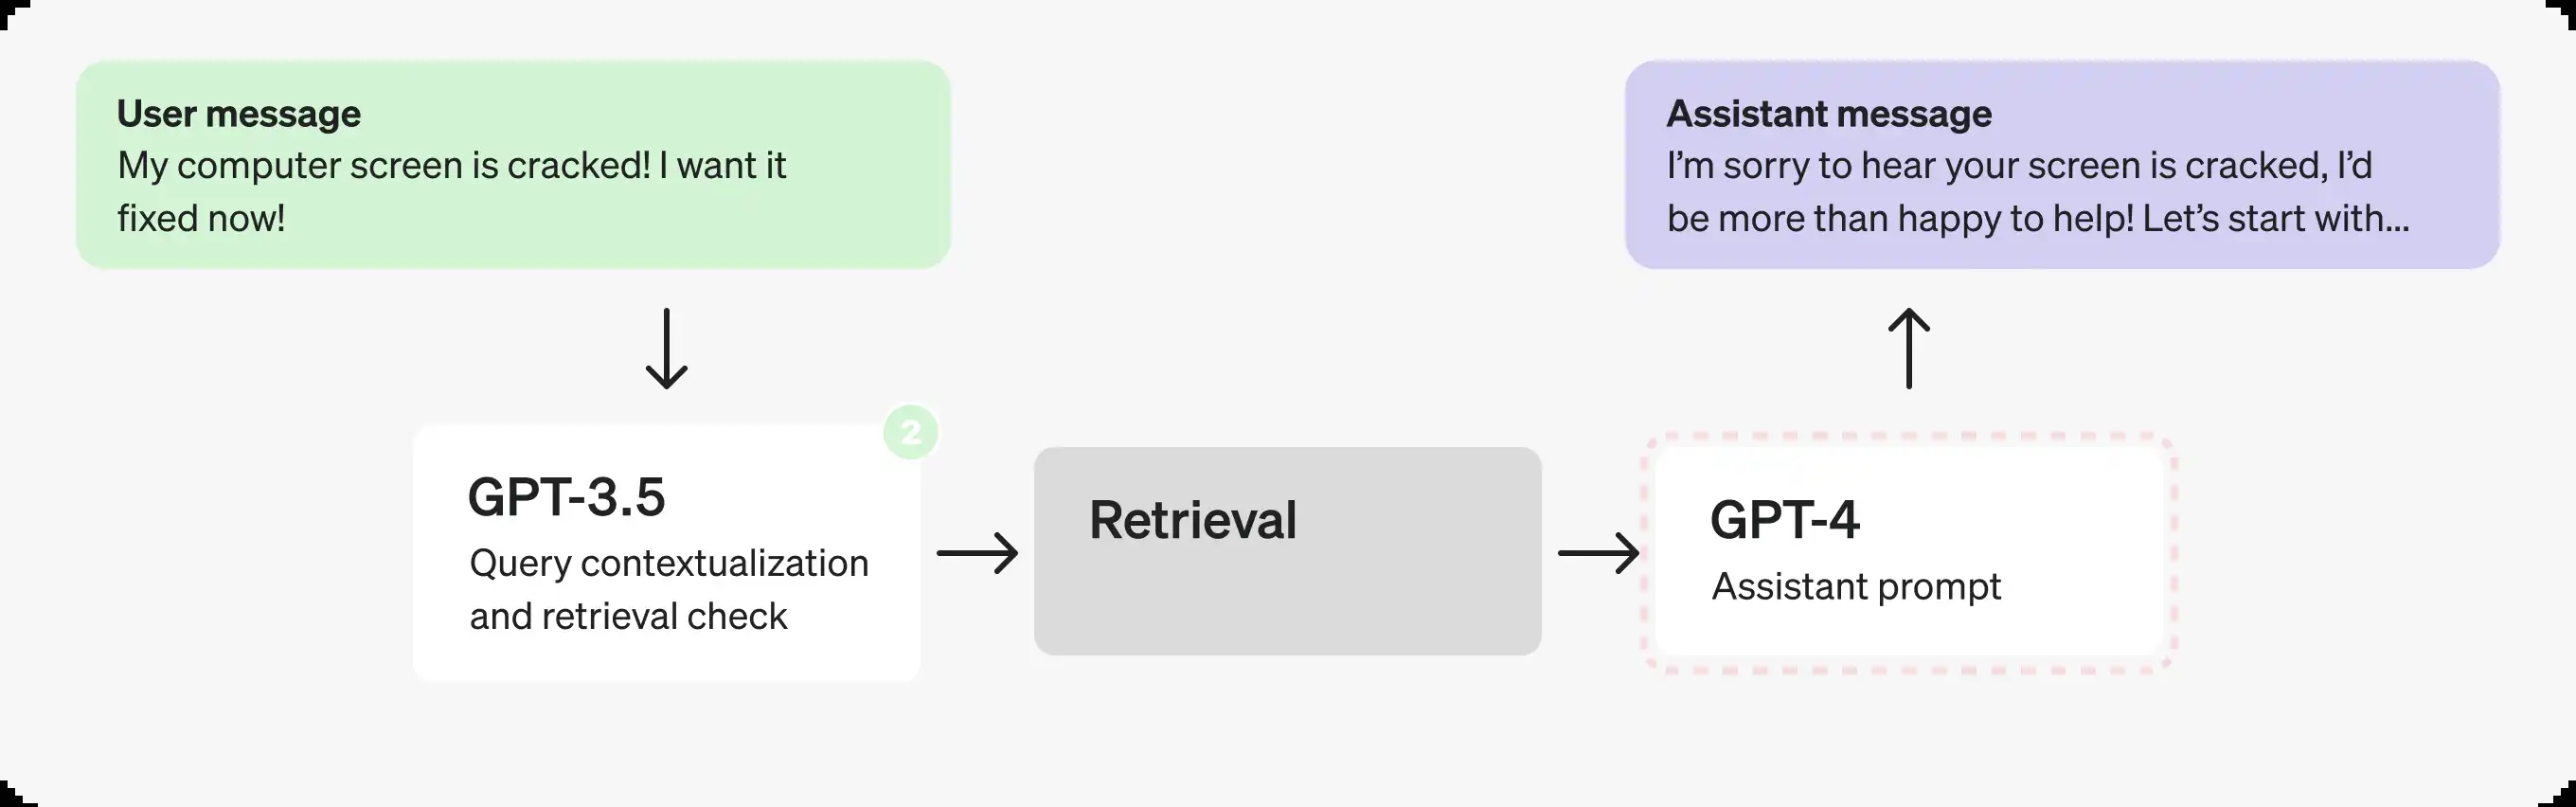 User message
My computer screen is cracked! I want it
fixed now!
Assistant message
I’m sorry to hear your screen is cracked, I’d
be more than happy to help! Let’s start with...
2
GPT-3.5
Query contextualization
and retrieval check
Retrieval
GPT-4
Assistant prompt